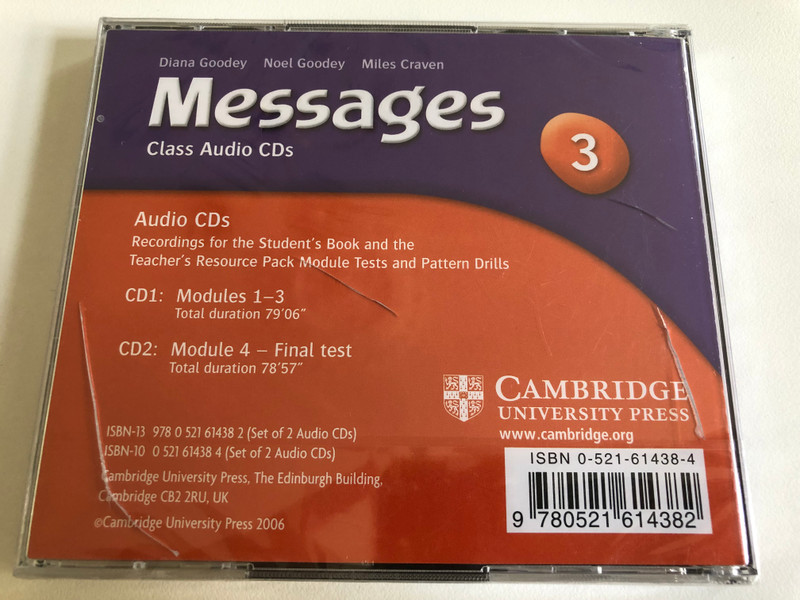 Diana Goodey Noel Goodey Miles Craven
Messages
3
Class Audio CDs
Audio CDs
Recordings for the Student's Book and the
Teacher's Resource Pack Module Tests and Pattern Drills
CD1: Modules 1–3
Total duration 79'06"
CD2: Module 4 – Final test
Total duration 78'57"
CAMBRIDGE
UNIVERSITY PRESS
www.cambridge.org
ISBN-13 978 0 521 61438 2 (Set of 2 Audio CDs)
ISBN-10 0 521 61438 4 (Set of 2 Audio CDs)
Cambridge University Press, The Edinburgh Building,
Cambridge CB2 2RU, UK
©Cambridge University Press 2006
ISBN 0-521-61438-4
9 780521 614382